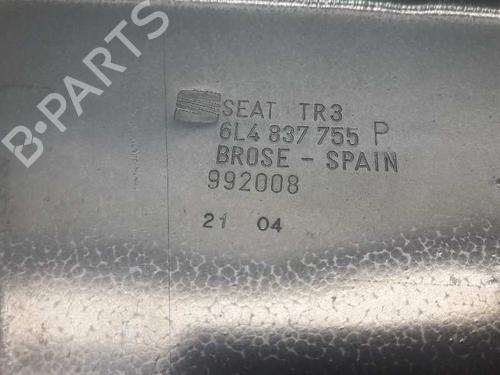 B-PARTS
SEAT TR3
6L4 837 755 P
BROSE - SPAIN
992008
21 04